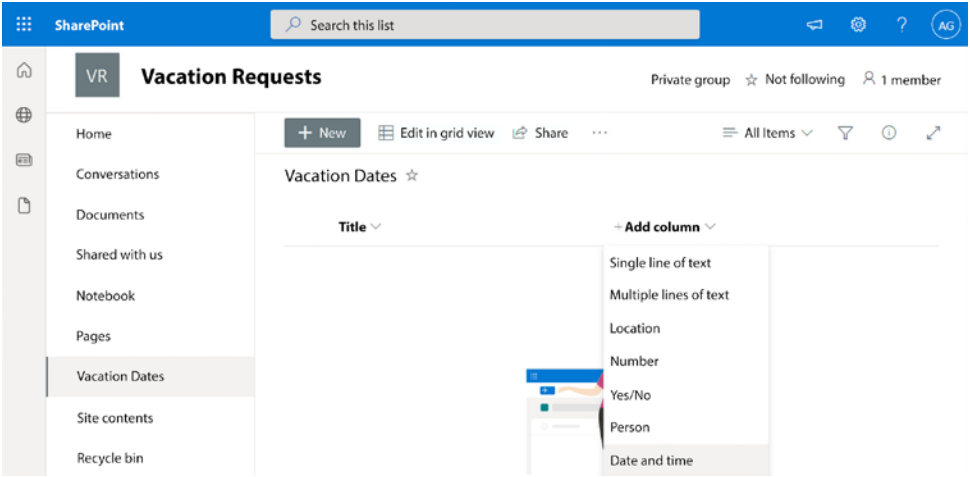 SharePoint
Search this list
?
AG
VR
Vacation Requests
Private group
Not following
1 member
Home
Conversations
Documents
Shared with us
Notebook
Pages
Vacation Dates
Site contents
Recycle bin
+ New
Edit in grid view
Share
...
All Items
Vacation Dates
Title
+ Add column
Single line of text
Multiple lines of text
Location
Number
Yes/No
Person
Date and time